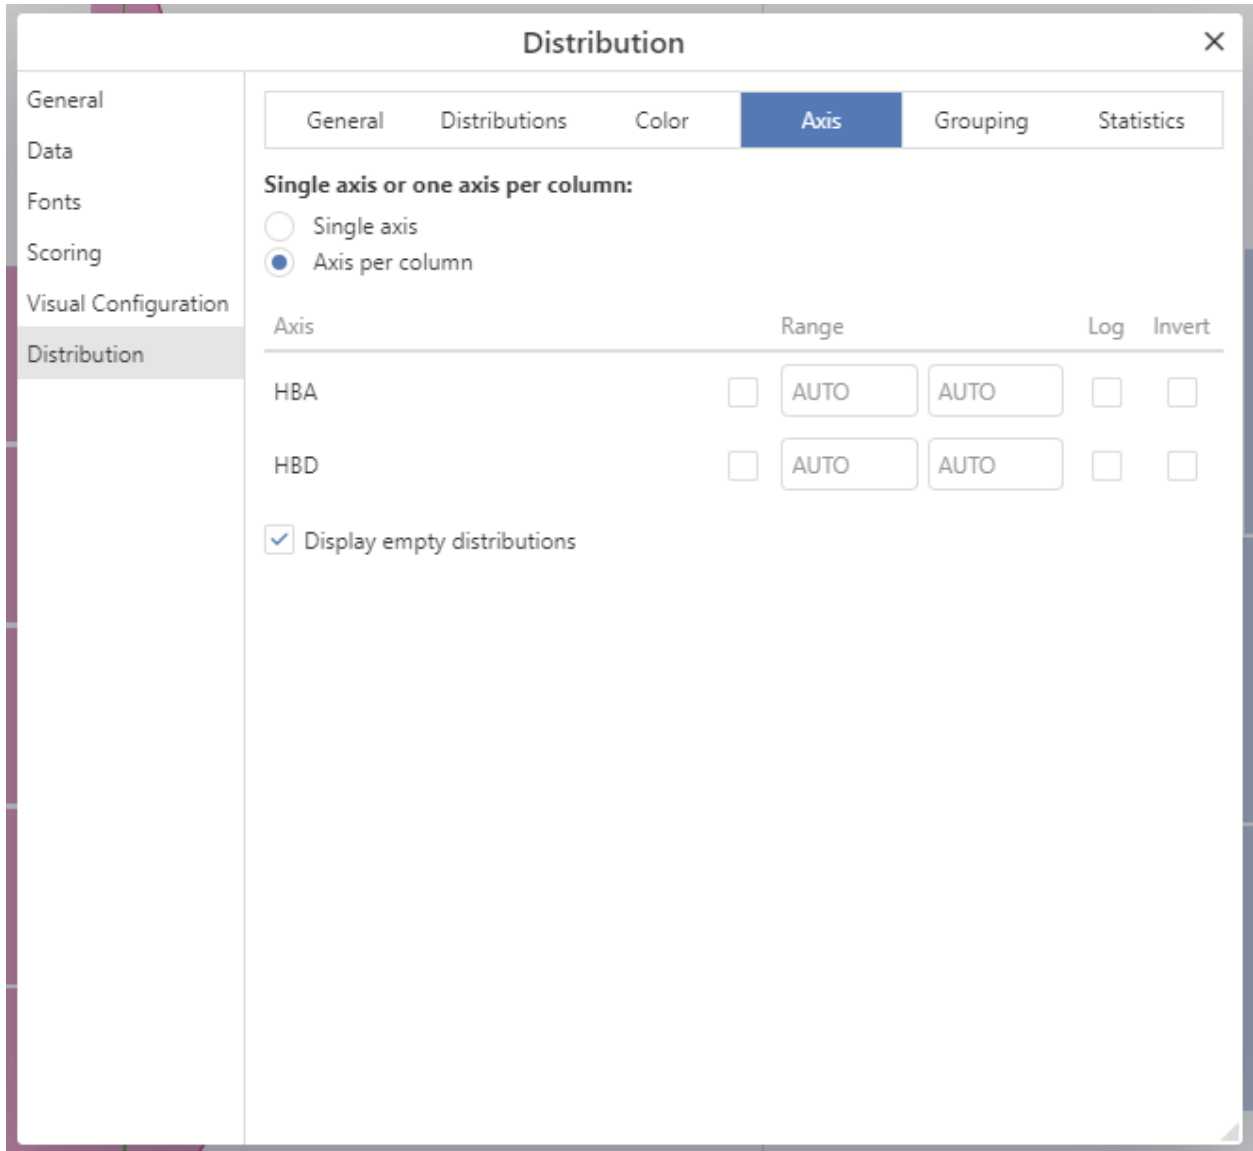 Distribution
General
Data
Fonts
Scoring
Visual Configuration
Distribution
General Distributions Color Axis Grouping Statistics
Single axis or one axis per column:
Single axis
Axis per column
Axis Range Log Invert
HBA AUTO AUTO
HBD AUTO AUTO
Display empty distributions